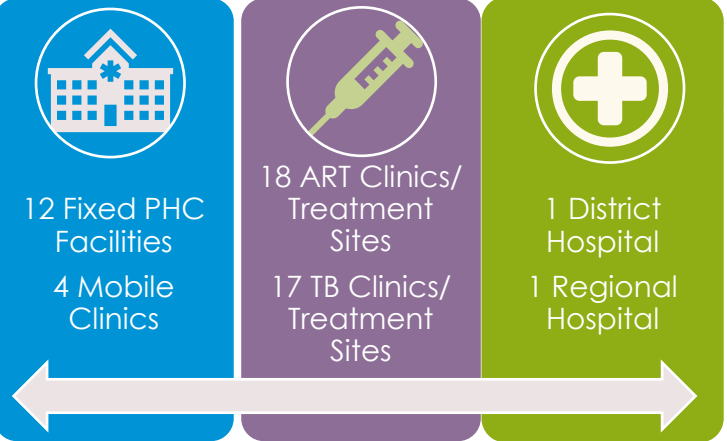 12 Fixed PHC
Facilities
4 Mobile
Clinics
18 ART Clinics/
Treatment
Sites
17 TB Clinics/
Treatment
Sites
1 District
Hospital
1 Regional
Hospital